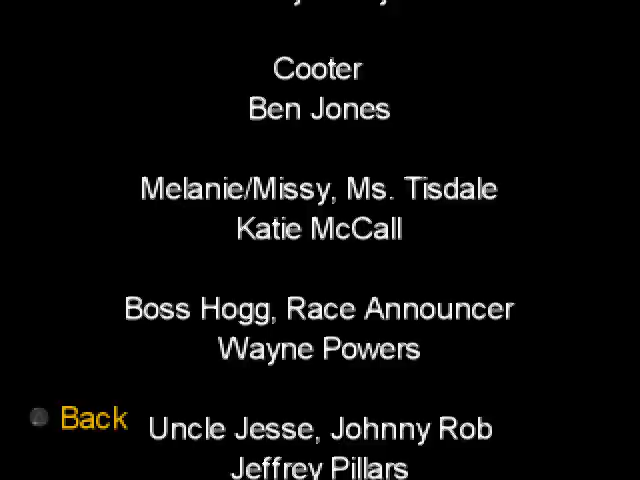 Cooter
Ben Jones
Melanie/Missy, Ms. Tisdale
Katie McCall
Boss Hogg, Race Announcer
Wayne Powers
Back
Uncle Jesse, Johnny Rob
Jeffrey Pillars